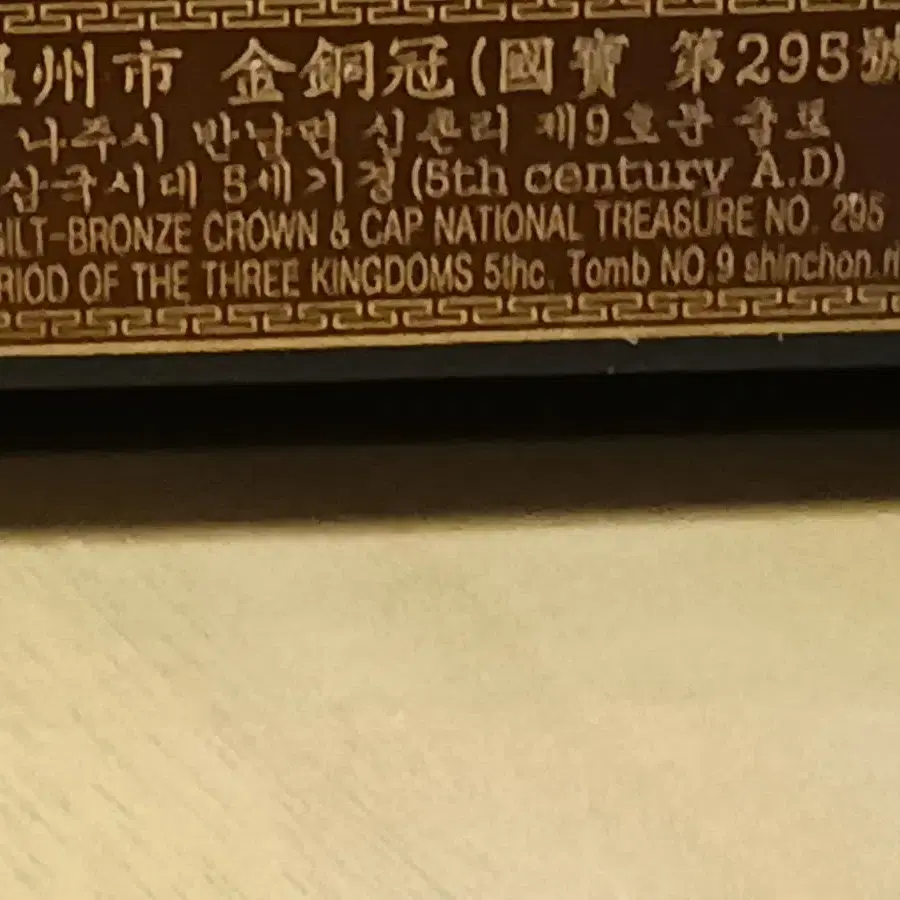 州市 金銅冠(國寶 第295號
나주시 반남면 신촌리 제9호분 출토
삼국시대 5세기경(5th century A.D)
GILT-BRONZE CROWN & CAP NATIONAL TREASURE NO. 295
RIOD OF THE THREE KINGDOMS 5thc. Tomb NO.9 shinchon.ri